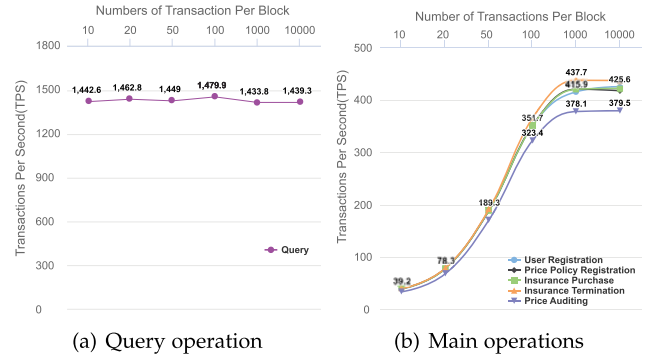 Numbers of Transaction Per Block
10 20 50 100 1000 10000
Transactions Per Second(TPS)
1800
1500
1200
900
600
300
0
1,442.6 1,462.8 1,449 1,479.9 1,433.8 1,439.3
Query
(a) Query operation
Number of Transactions Per Block
10 20 50 100 1000 10000
Transactions Per Second(TPS)
500
400
300
200
100
0
39.2
78.3
189.3
351.7
323.4
437.7
415.9
378.1
425.6
379.5
User Registration
Price Policy Registration
Insurance Purchase
Insurance Termination
Price Auditing
(b) Main operations